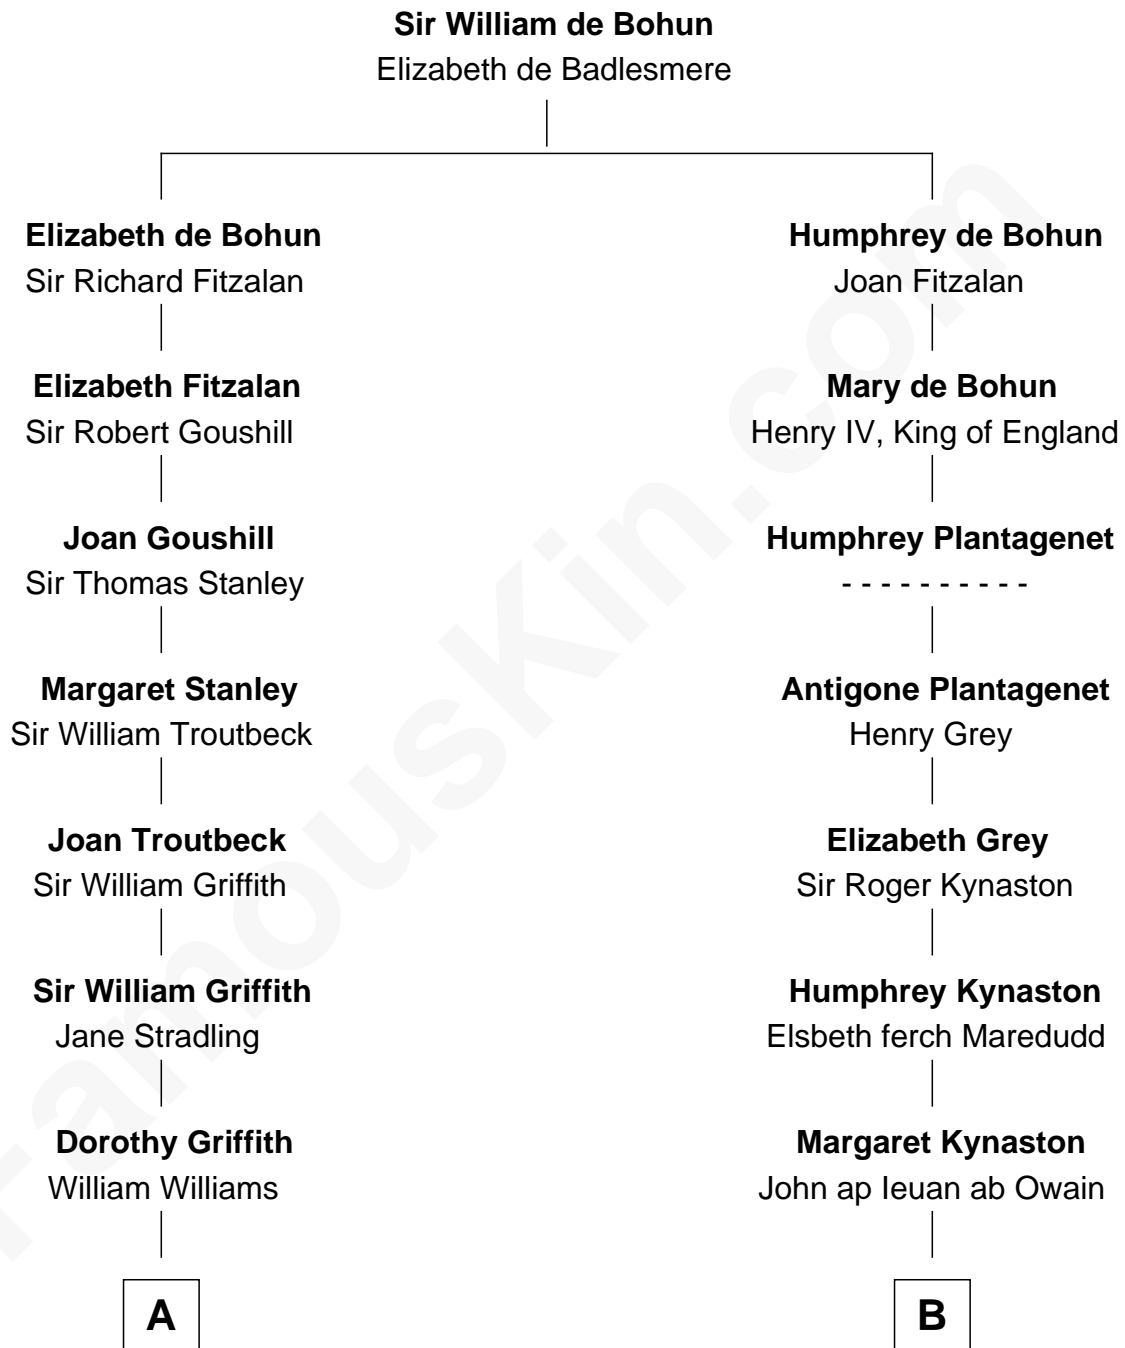 Sir William de Bohun
Elizabeth de Badlesmere
Elizabeth de Bohun
Sir Richard Fitzalan
Humphrey de Bohun
Joan Fitzalan
Elizabeth Fitzalan
Sir Robert Goushill
Mary de Bohun
Henry IV, King of England
Joan Goushill
Sir Thomas Stanley
Humphrey Plantagenet
- - - - - - - - - -
Margaret Stanley
Sir William Troutbeck
Antigone Plantagenet
Henry Grey
Joan Troutbeck
Sir William Griffith
Elizabeth Grey
Sir Roger Kynaston
Sir William Griffith
Jane Stradling
Humphrey Kynaston
Elsbeth ferch Maredudd
Dorothy Griffith
William Williams
Margaret Kynaston
John ap Ieuan ab Owain
A
B
FamousKin.com